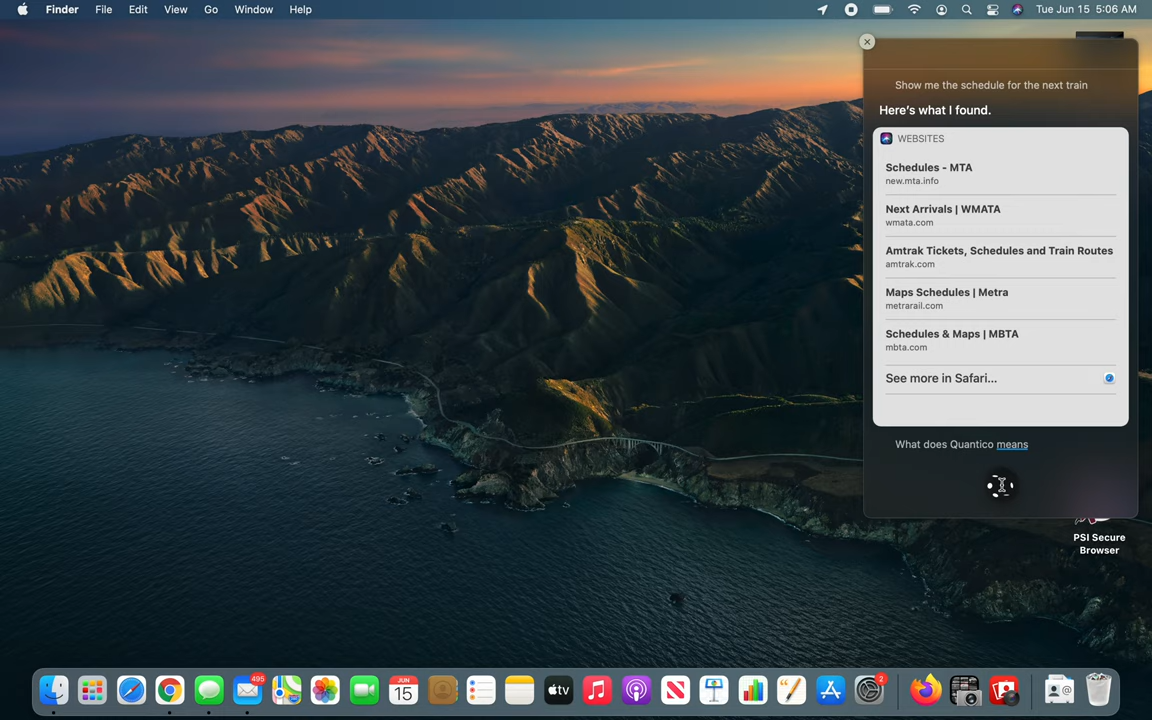 Finder File Edit View Go Window Help Tue Jun 15 5:06 AM
Show me the schedule for the next train
Here's what I found.
WEBSITES
Schedules - MTA
new.mta.info
Next Arrivals | WMATA
wmata.com
Amtrak Tickets, Schedules and Train Routes
amtrak.com
Maps Schedules | Metra
metrarail.com
Schedules & Maps | MBTA
mbta.com
See more in Safari...
What does Quantico means
PSI Secure
Browser
495
JUN
15
tv
2